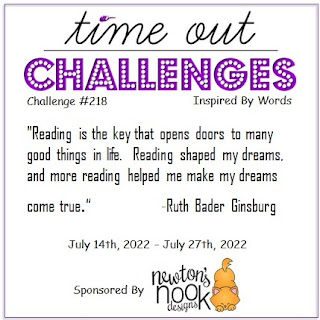 time out
CHALLENGES
Challenge #218 Inspired By Words
"Reading is the key that opens doors to many
good things in life. Reading shaped my dreams,
and more reading helped me make my dreams
come true." -Ruth Bader Ginsburg
July 14th, 2022 - July 27th, 2022
Sponsored By newton's
nook
designs